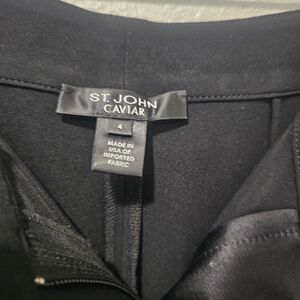 ST. JOHN
CAVIAR
4
MADE IN
USA OF
IMPORTED
FABRIC